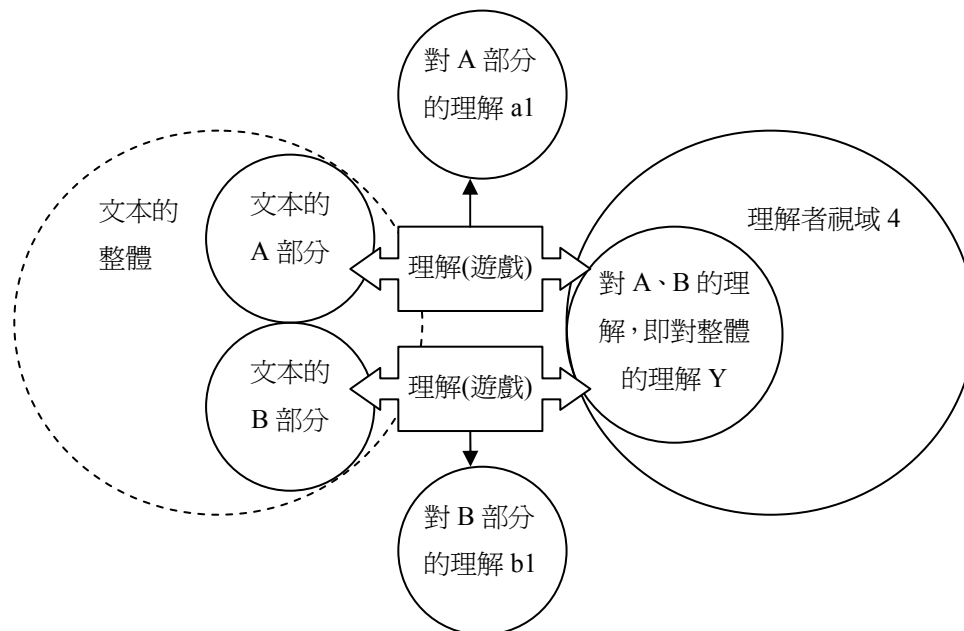 對 A 部分
的理解 a1
文本的
整體
文本的
A 部分
理解(遊戲)
理解者視域 4
對 A、B 的理
解，即對整體
的理解 Y
文本的
B 部分
理解(遊戲)
對 B 部分
的理解 b1